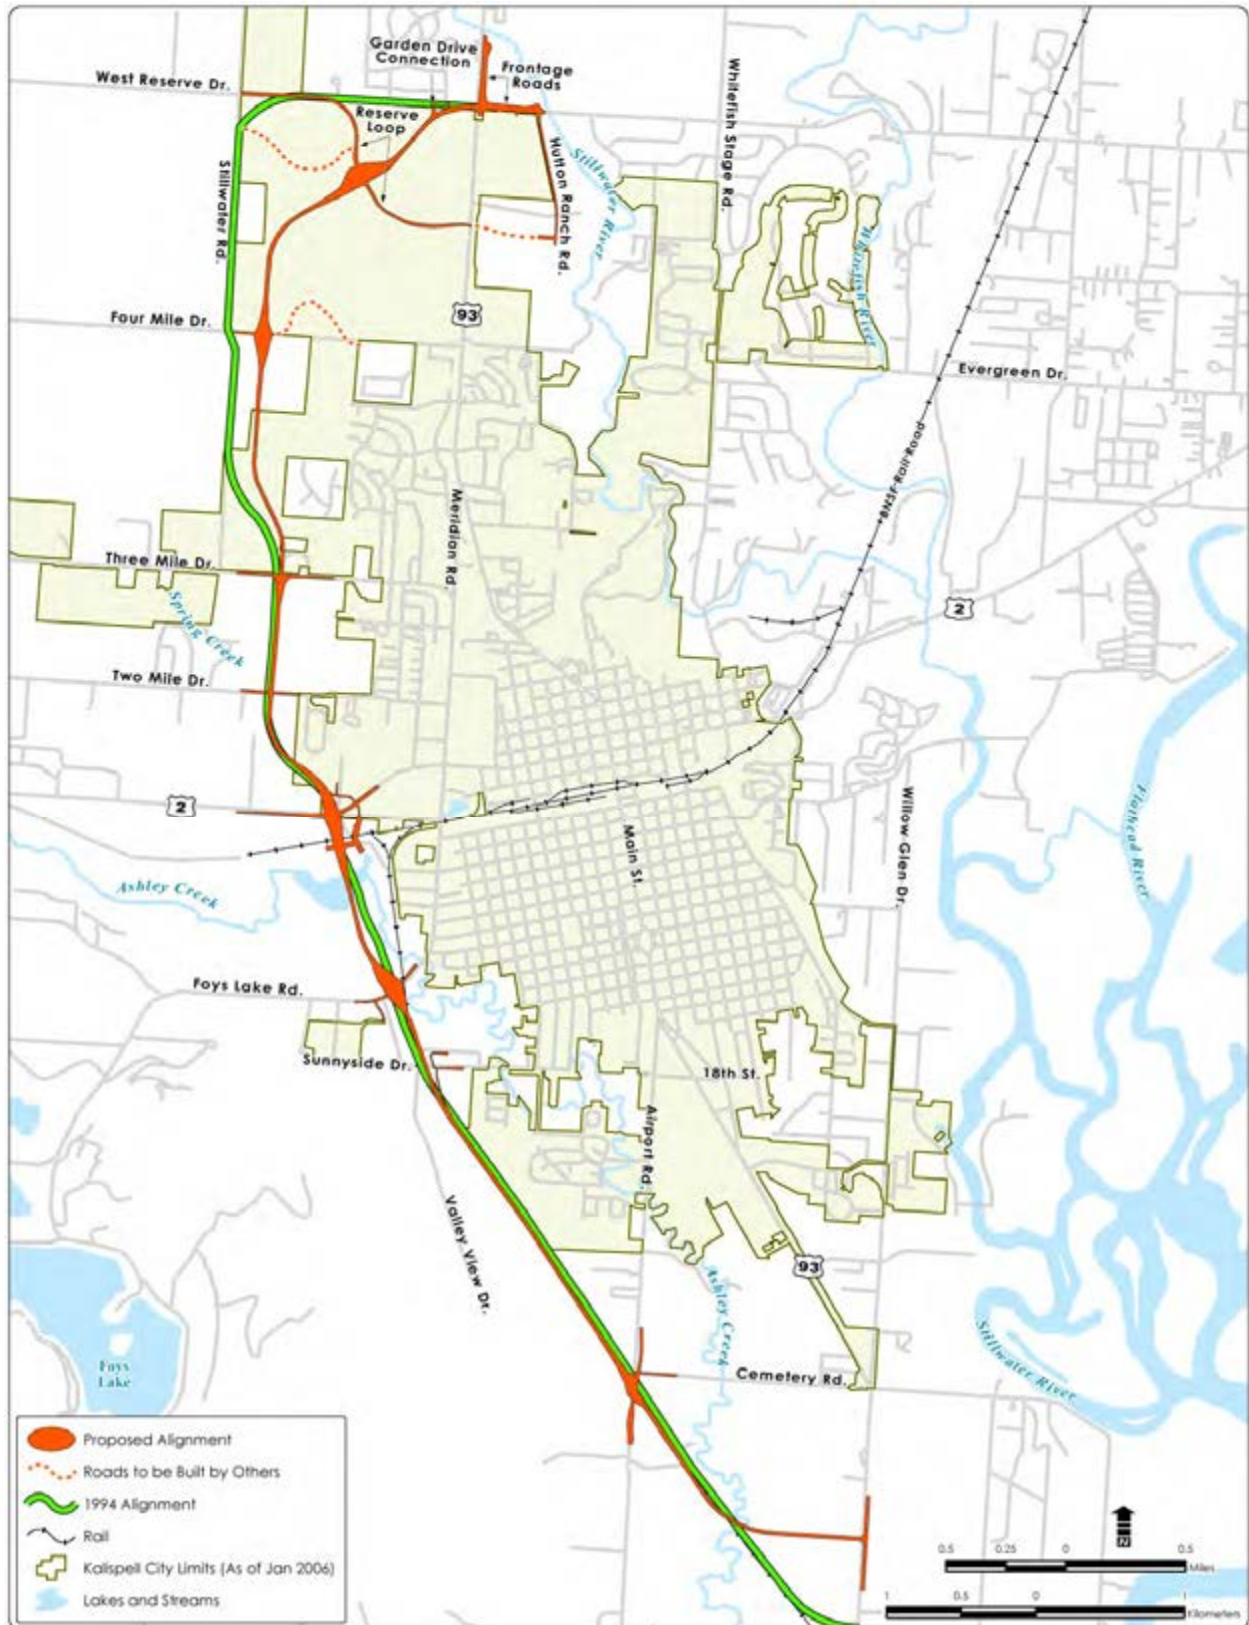 Garden Drive
Connection
Frontage
Roads
West Reserve Dr.
Reserve
Loop
Whitefish Stage Rd.
Hutton Ranch Rd.
Stillwater River
Stillwater Rd.
Whitefish River
93
Four Mile Dr.
Evergreen Dr.
BNSF Rail Road
Meridian Rd.
Three Mile Dr.
Spring Creek
2
Two Mile Dr.
2
Willow Glen Dr.
Flathead River
Main St.
Ashley Creek
Foys Lake Rd.
Sunnyside Dr.
18th St.
Airport Rd.
Valley View Dr.
93
Ashley Creek
Stillwater River
Foys
Lake
Cemetery Rd.
Proposed Alignment
Roads to be Built by Others
1994 Alignment
Rail
Kalispell City Limits (As of Jan 2006)
Lakes and Streams
N
0.5 0.25 0 0.5
Miles
1 0.5 0 1
Kilometers